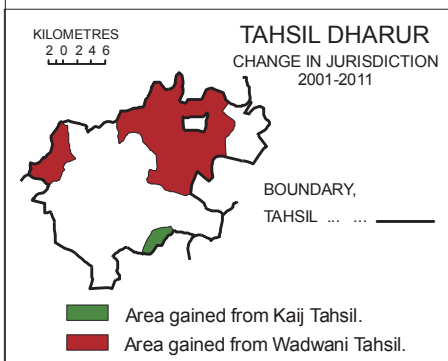 KILOMETRES
2 0 2 4 6
TAHSIL DHARUR
CHANGE IN JURISDICTION
2001-2011
BOUNDARY,
TAHSIL ... ...
Area gained from Kaij Tahsil.
Area gained from Wadwani Tahsil.